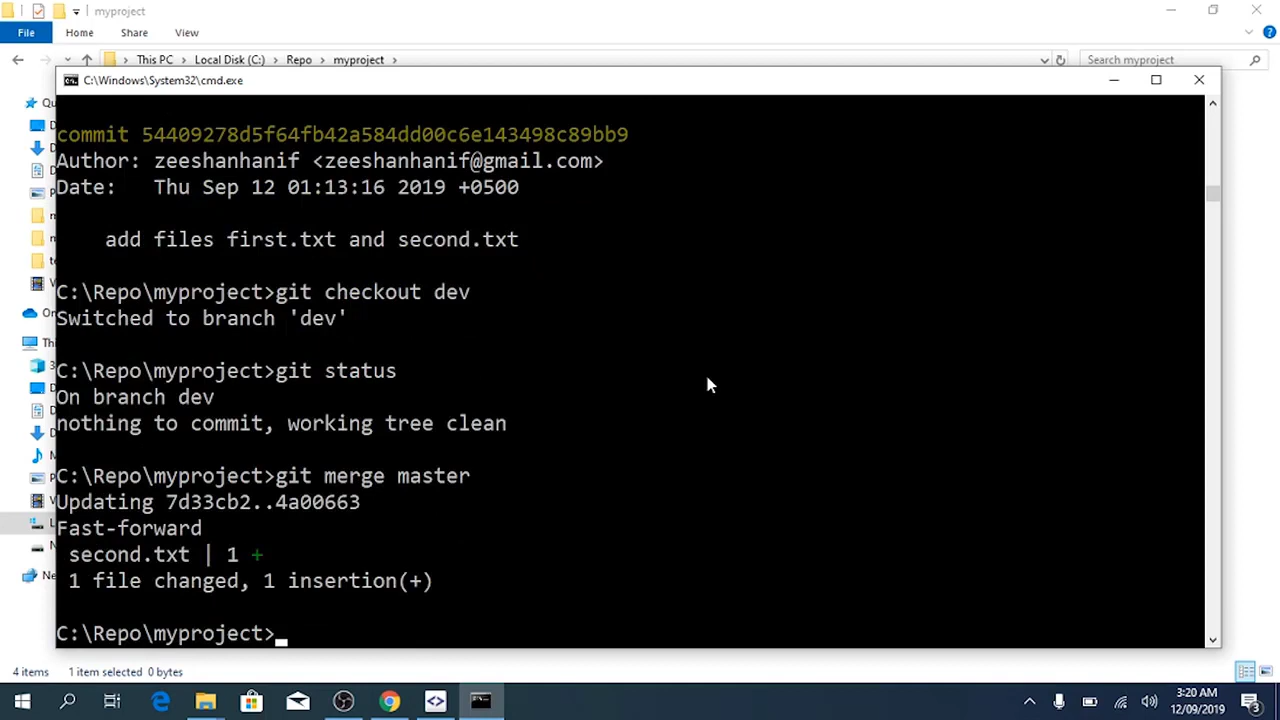 myproject
File Home Share View
This PC Local Disk (C:) Repo myproject Search myproject
C:\Windows\System32\cmd.exe
commit 54409278d5f64fb42a584dd00c6e143498c89bb9
Author: zeeshanhanif <zeeshanhanif@gmail.com>
Date:   Thu Sep 12 01:13:16 2019 +0500
add files first.txt and second.txt
C:\Repo\myproject>git checkout dev
Switched to branch 'dev'
C:\Repo\myproject>git status
On branch dev
nothing to commit, working tree clean
C:\Repo\myproject>git merge master
Updating 7d33cb2..4a00663
Fast-forward
second.txt | 1 +
1 file changed, 1 insertion(+)
C:\Repo\myproject>
4 items 1 item selected 0 bytes
3:20 AM
12/09/2019
3